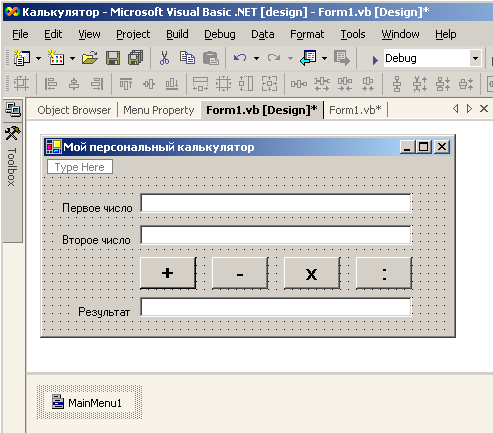 Калькулятор - Microsoft Visual Basic .NET [design] - Form1.vb [Design]*
File Edit View Project Build Debug Data Format Tools Window Help
Debug
Object Browser Menu Property Form1.vb [Design]* Form1.vb*
Toolbox
Мой персональный калькулятор
Type Here
Первое число
Второе число
+ - x :
Результат
MainMenu1